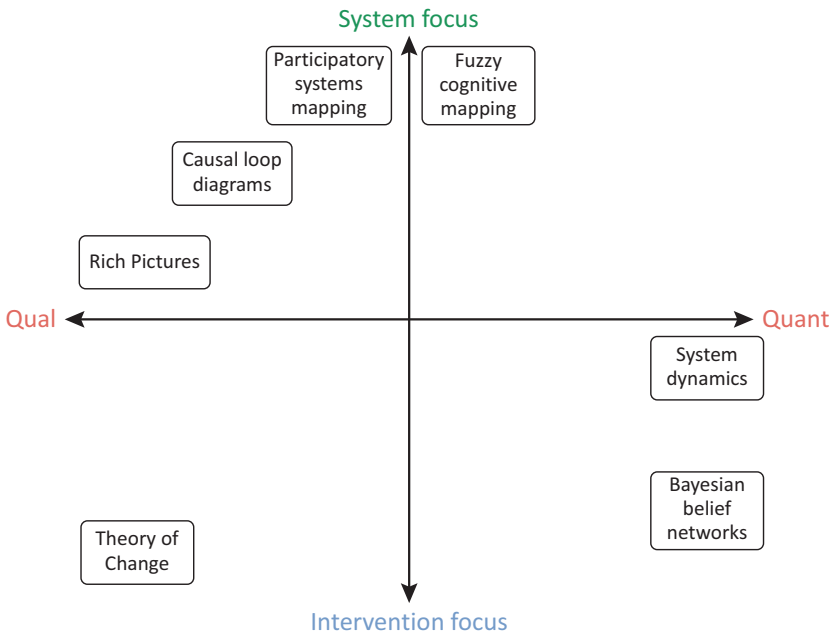 System focus
Participatory
systems
mapping
Fuzzy
cognitive
mapping
Causal loop
diagrams
Rich Pictures
Qual
Quant
System
dynamics
Bayesian
belief
networks
Theory of
Change
Intervention focus